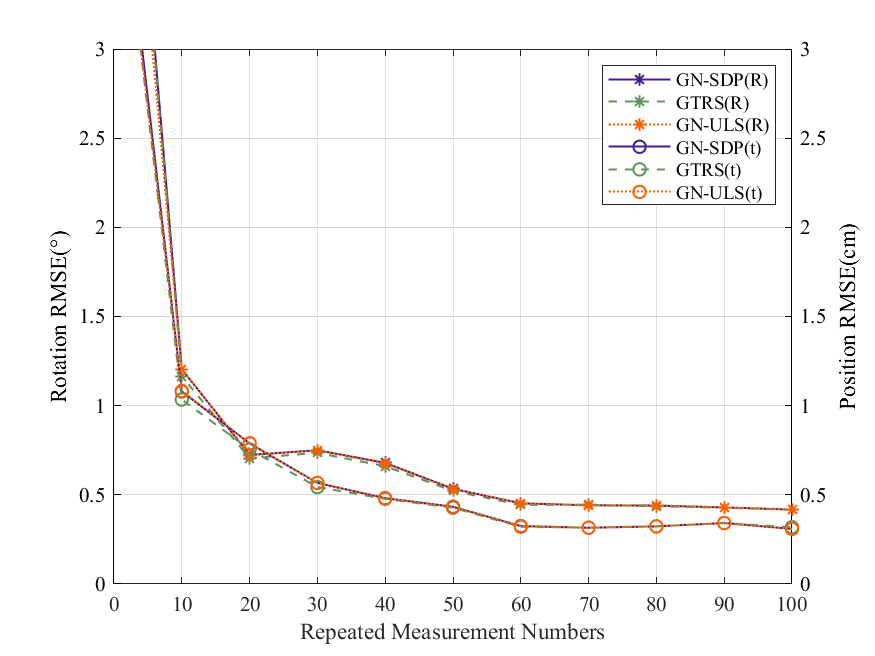 3
2.5
2
1.5
1
0.5
0
Rotation RMSE(°)
GN-SDP(R)
GTRS(R)
GN-ULS(R)
GN-SDP(t)
GTRS(t)
GN-ULS(t)
3
2.5
2
1.5
1
0.5
0
Position RMSE(cm)
0 10 20 30 40 50 60 70 80 90 100
Repeated Measurement Numbers